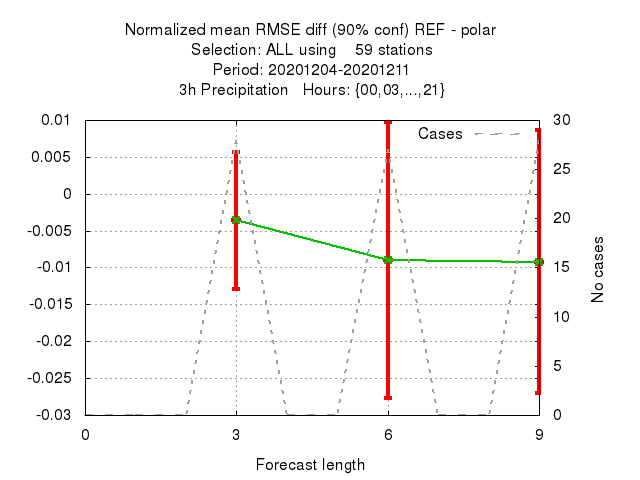 Normalized mean RMSE diff (90% conf) REF - polar
Selection: ALL using    59 stations
Period: 20201204-20201211
3h Precipitation   Hours: {00,03,...,21}
0.01
0.005
0
-0.005
-0.01
-0.015
-0.02
-0.025
-0.03
Cases
30
25
20
15
10
5
0
No cases
0 3 6 9
Forecast length